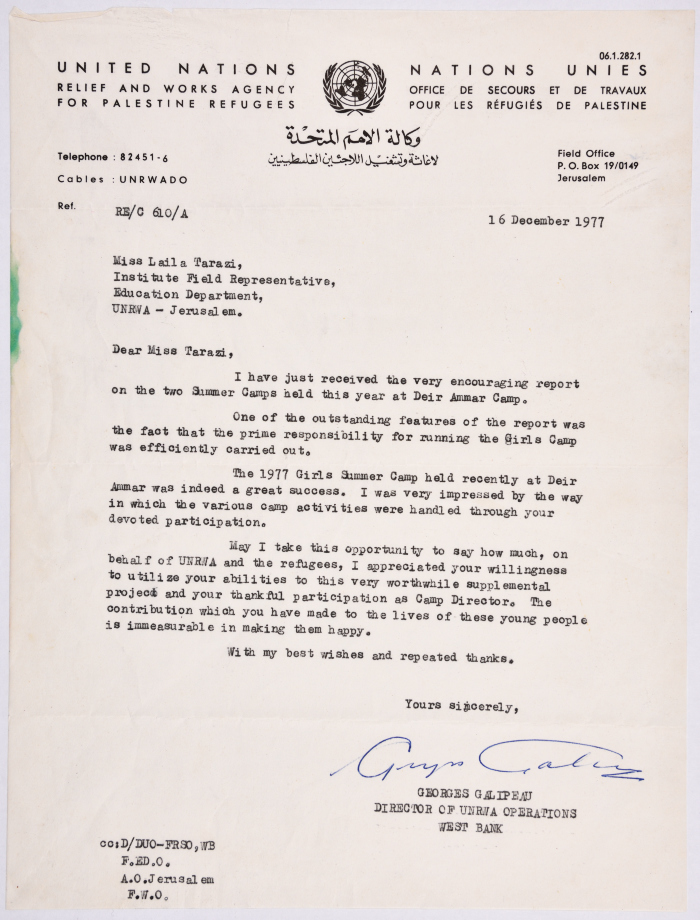 06.1.282.1
UNITED NATIONS
RELIEF AND WORKS AGENCY
FOR PALESTINE REFUGEES
NATIONS UNIES
OFFICE DE SECOURS ET DE TRAVAUX
POUR LES RÉFUGIÉS DE PALESTINE
وكالة الامم المتحدة
لاغاثة وتشغيل اللاجئين الفلسطينيين
Telephone : 82451-6
Cables : UNRWADO
Field Office
P. O. Box 19/0149
Jerusalem
Ref. RE/C 610/A
16 December 1977
Miss Laila Tarazi,
Institute Field Representative,
Education Department,
UNRWA - Jerusalem.
Dear Miss Tarazi,
I have just received the very encouraging report
on the two Summer Camps held this year at Deir Ammar Camp.
One of the outstanding features of the report was
the fact that the prime responsibility for running the Girls Camp
was efficiently carried out.
The 1977 Girls Summer Camp held recently at Deir
Ammar was indeed a great success. I was very impressed by the way
in which the various camp activities were handled through your
devoted participation.
May I take this opportunity to say how much, on
behalf of UNRWA and the refugees, I appreciated your willingness
to utilize your abilities to this very worthwhile supplemental
project and your thankful participation as Camp Director. The
contribution which you have made to the lives of these young people
is immeasurable in making them happy.
With my best wishes and repeated thanks.
Yours sincerely,
GEORGES GALIPEAU
DIRECTOR OF UNRWA OPERATIONS
WEST BANK
cc:D/DUO-FRSO,WB
F.ED.O.
A.O.Jerusalem
F.W.O.